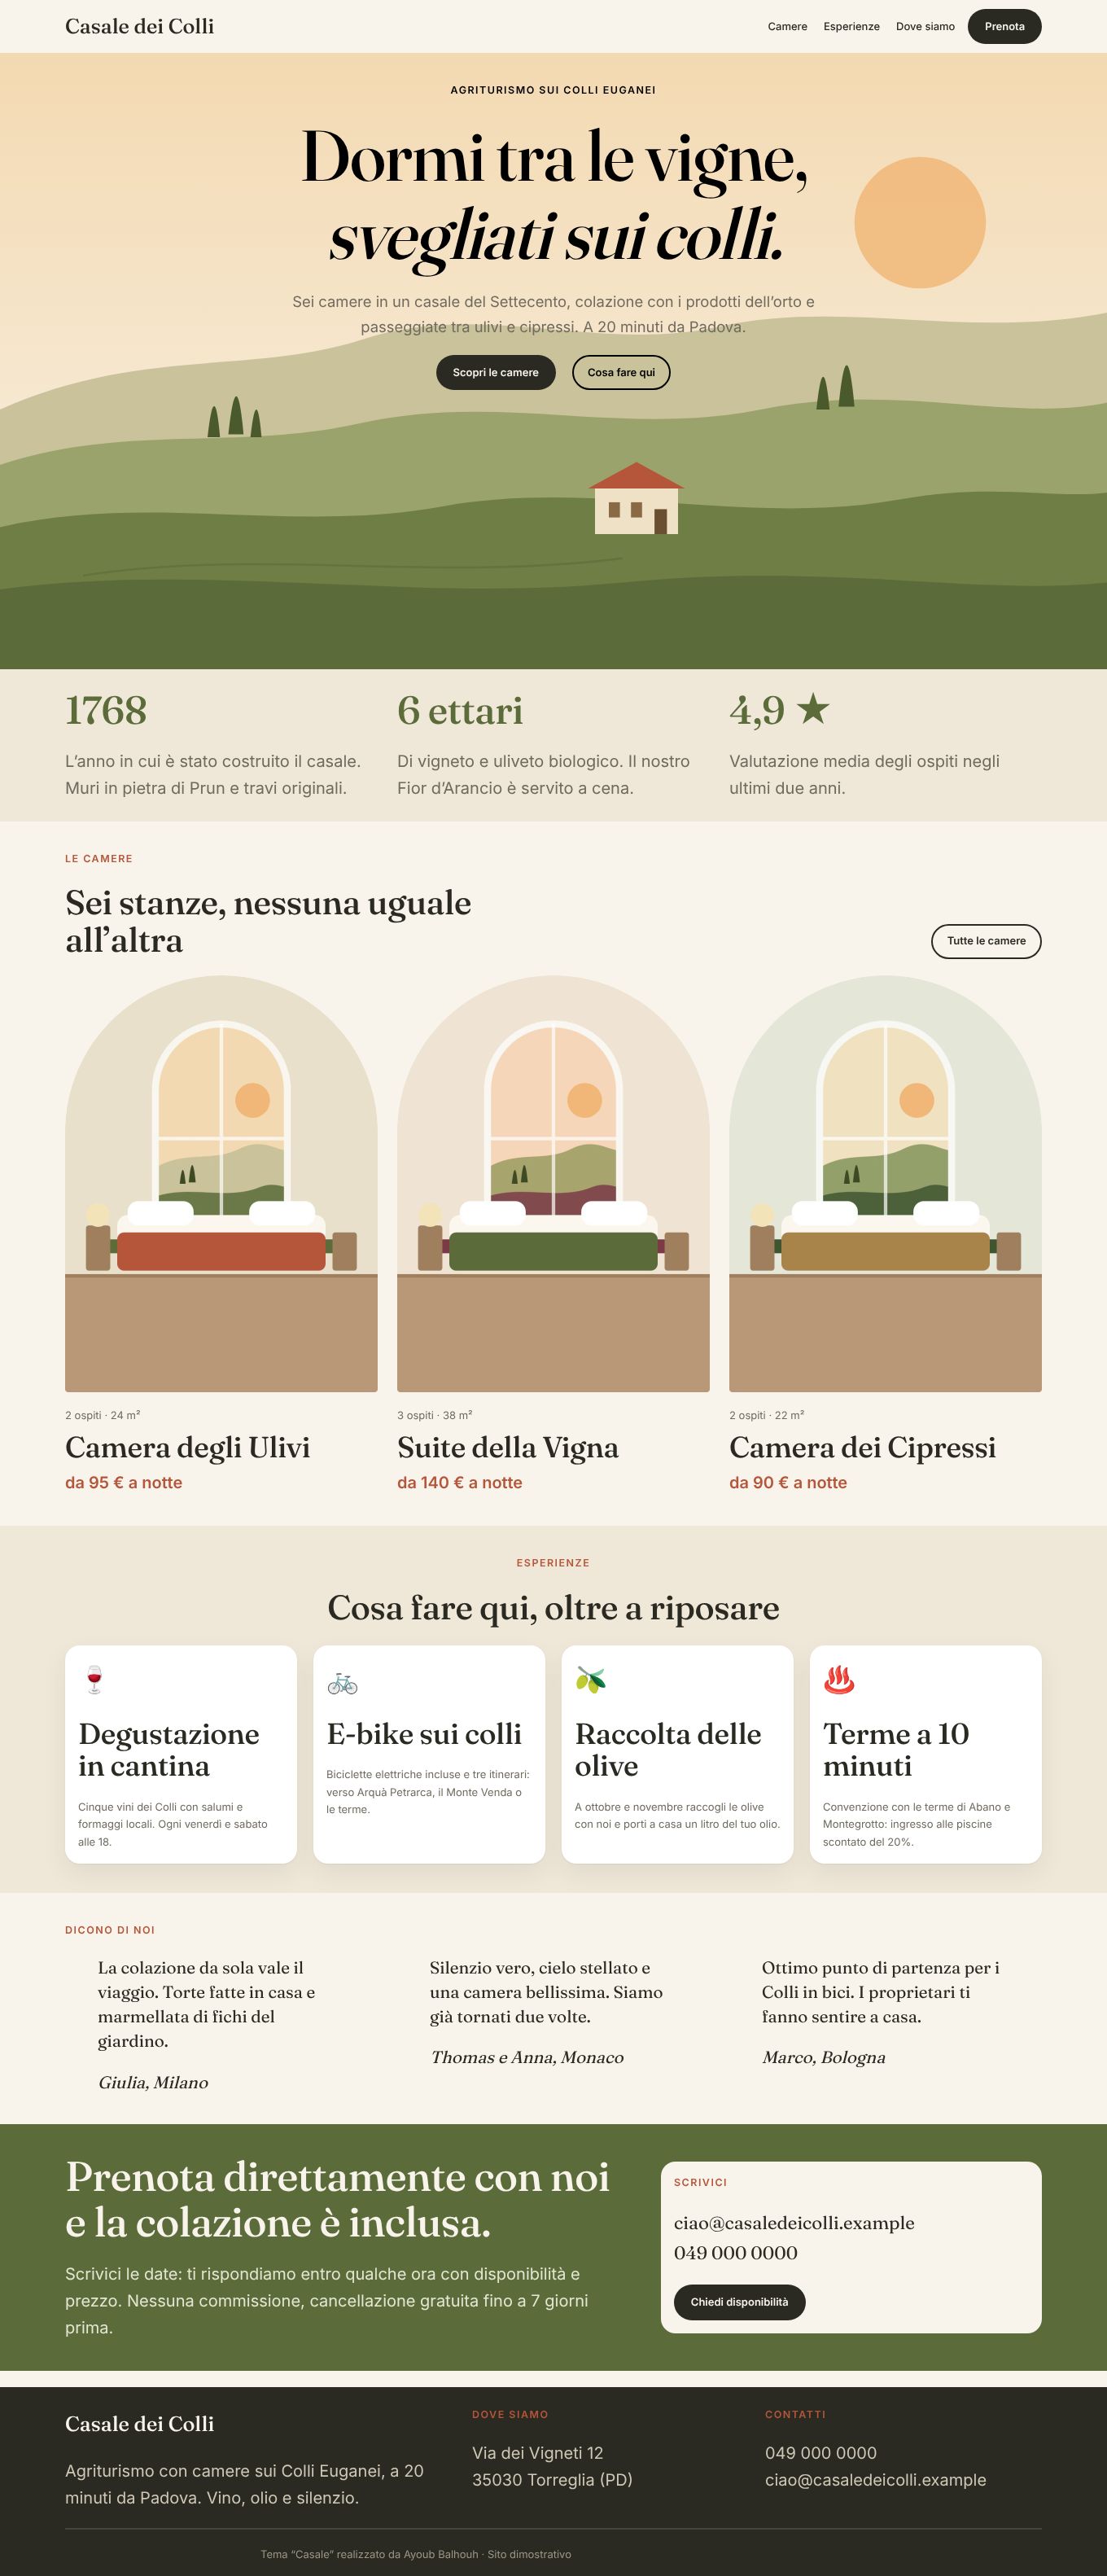 Casale dei Colli
Camere
Esperienze
Dove siamo
Prenota
AGRITURISMO SUI COLLI EUGANEI
Dormi tra le vigne,
svegliati sui colli.
Sei camere in un casale del Settecento, colazione con i prodotti dell’orto e
passeggiate tra ulivi e cipressi. A 20 minuti da Padova.
Scopri le camere
Cosa fare qui
1768
L’anno in cui è stato costruito il casale.
Muri in pietra di Prun e travi originali.
6 ettari
Di vigneto e uliveto biologico. Il nostro
Fior d’Arancio è servito a cena.
4,9 ★
Valutazione media degli ospiti negli
ultimi due anni.
LE CAMERE
Sei stanze, nessuna uguale
all’altra
Tutte le camere
2 ospiti · 24 m²
Camera degli Ulivi
da 95 € a notte
3 ospiti · 38 m²
Suite della Vigna
da 140 € a notte
2 ospiti · 22 m²
Camera dei Cipressi
da 90 € a notte
ESPERIENZE
Cosa fare qui, oltre a riposare
Degustazione
in cantina
Cinque vini dei Colli con salumi e
formaggi locali. Ogni venerdì e sabato
alle 18.
E-bike sui colli
Biciclette elettriche incluse e tre itinerari:
verso Arquà Petrarca, il Monte Venda o
le terme.
Raccolta delle
olive
A ottobre e novembre raccogli le olive
con noi e porti a casa un litro del tuo olio.
Terme a 10
minuti
Convenzione con le terme di Abano e
Montegrotto: ingresso alle piscine
scontato del 20%.
DICONO DI NOI
La colazione da sola vale il
viaggio. Torte fatte in casa e
marmellata di fichi del
giardino.
Giulia, Milano
Silenzio vero, cielo stellato e
una camera bellissima. Siamo
già tornati due volte.
Thomas e Anna, Monaco
Ottimo punto di partenza per i
Colli in bici. I proprietari ti
fanno sentire a casa.
Marco, Bologna
Prenota direttamente con noi
e la colazione è inclusa.
Scrivici le date: ti rispondiamo entro qualche ora con disponibilità e
prezzo. Nessuna commissione, cancellazione gratuita fino a 7 giorni
prima.
SCRIVICI
ciao@casaledeicolli.example
049 000 0000
Chiedi disponibilità
Casale dei Colli
Agriturismo con camere sui Colli Euganei, a 20
minuti da Padova. Vino, olio e silenzio.
DOVE SIAMO
Via dei Vigneti 12
35030 Torreglia (PD)
CONTATTI
049 000 0000
ciao@casaledeicolli.example
Tema “Casale” realizzato da Ayoub Balhouh · Sito dimostrativo